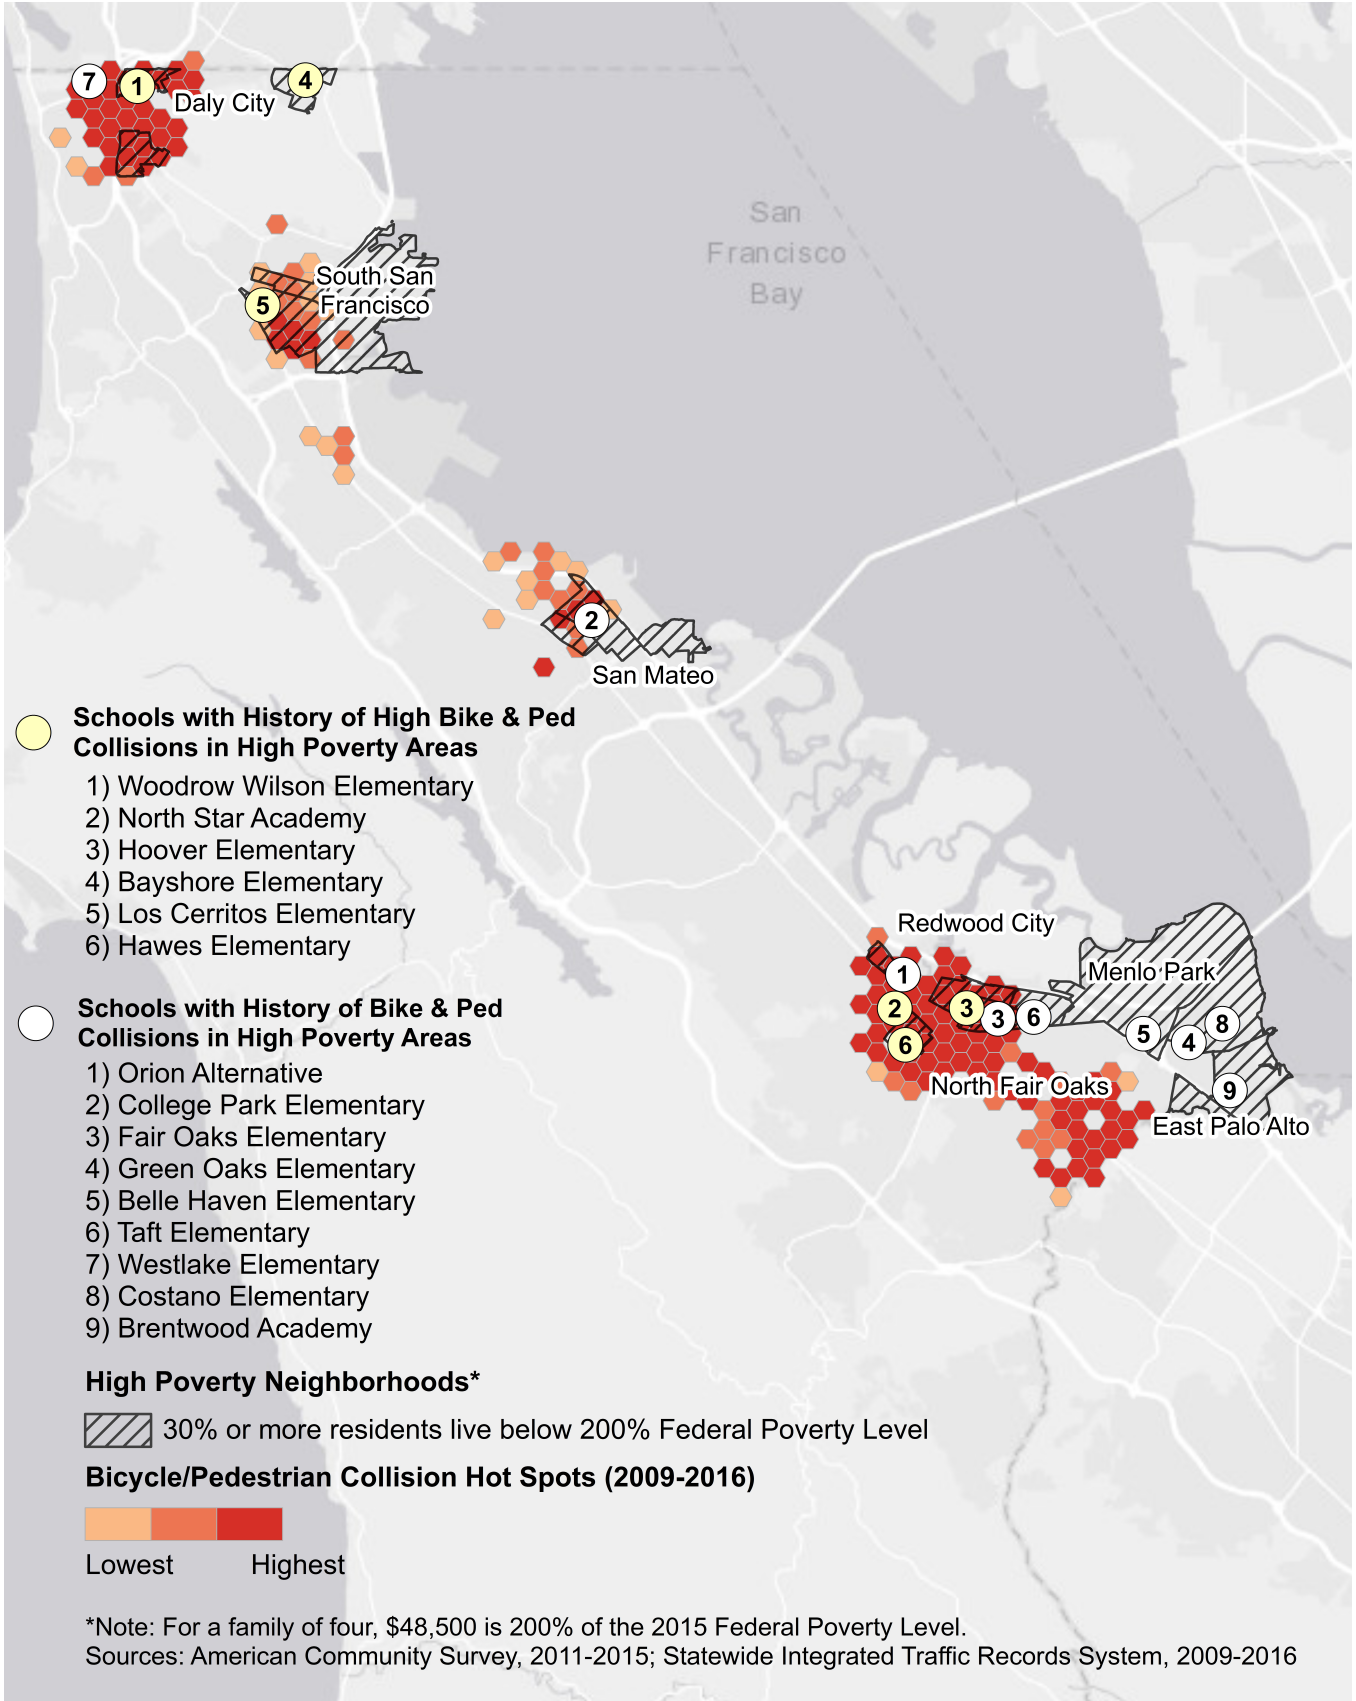 7
1
4
Daly City
San
Francisco
Bay
South San
Francisco
5
2
San Mateo
Schools with History of High Bike & Ped
Collisions in High Poverty Areas
1) Woodrow Wilson Elementary
2) North Star Academy
3) Hoover Elementary
4) Bayshore Elementary
5) Los Cerritos Elementary
6) Hawes Elementary
Redwood City
Menlo Park
1
2
3
3
6
6
5
4
8
9
North Fair Oaks
East Palo Alto
Schools with History of Bike & Ped
Collisions in High Poverty Areas
1) Orion Alternative
2) College Park Elementary
3) Fair Oaks Elementary
4) Green Oaks Elementary
5) Belle Haven Elementary
6) Taft Elementary
7) Westlake Elementary
8) Costano Elementary
9) Brentwood Academy
High Poverty Neighborhoods*
30% or more residents live below 200% Federal Poverty Level
Bicycle/Pedestrian Collision Hot Spots (2009-2016)
Lowest Highest
*Note: For a family of four, $48,500 is 200% of the 2015 Federal Poverty Level.
Sources: American Community Survey, 2011-2015; Statewide Integrated Traffic Records System, 2009-2016